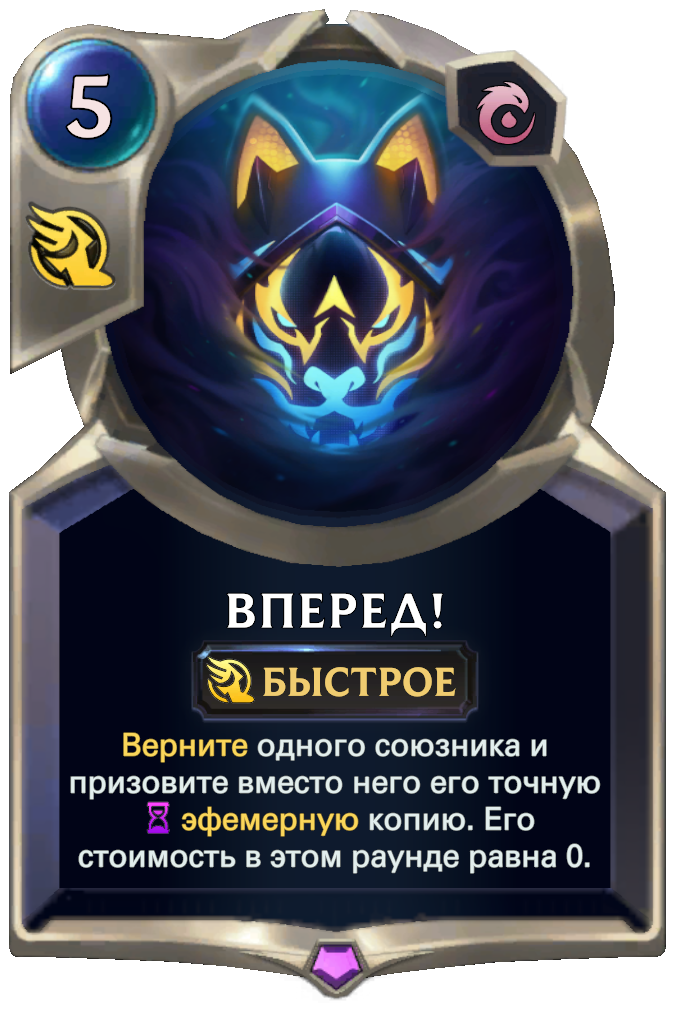 5
ВПЕРЕД!
БЫСТРОЕ
Верните одного союзника и
призовите вместо него его точную
эфемерную копию. Его
стоимость в этом раунде равна 0.